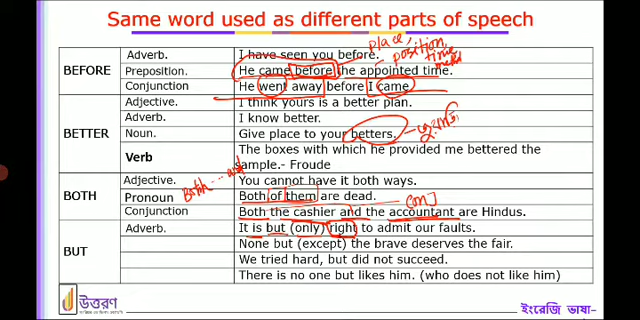 Same word used as different parts of speech
BEFORE
Adverb. I have seen you before.
Preposition. He came before the appointed time.
Conjunction He went away before I came.
place,
position,
time
BETTER
Adjective. I think yours is a better plan.
Adverb. I know better.
Noun. Give place to your betters.
Verb The boxes with which he provided me bettered the
sample.- Froude
BOTH
Adjective. You cannot have it both ways.
Pronoun Both of them are dead.
Conjunction Both the cashier and the accountant are Hindus.
Both --- and
Con]
BUT
Adverb. It is but (only) right to admit our faults.
None but (except) the brave deserves the fair.
We tried hard, but did not succeed.
There is no one but likes him. (who does not like him)
উত্তরণ
ইংরেজি ভাষা